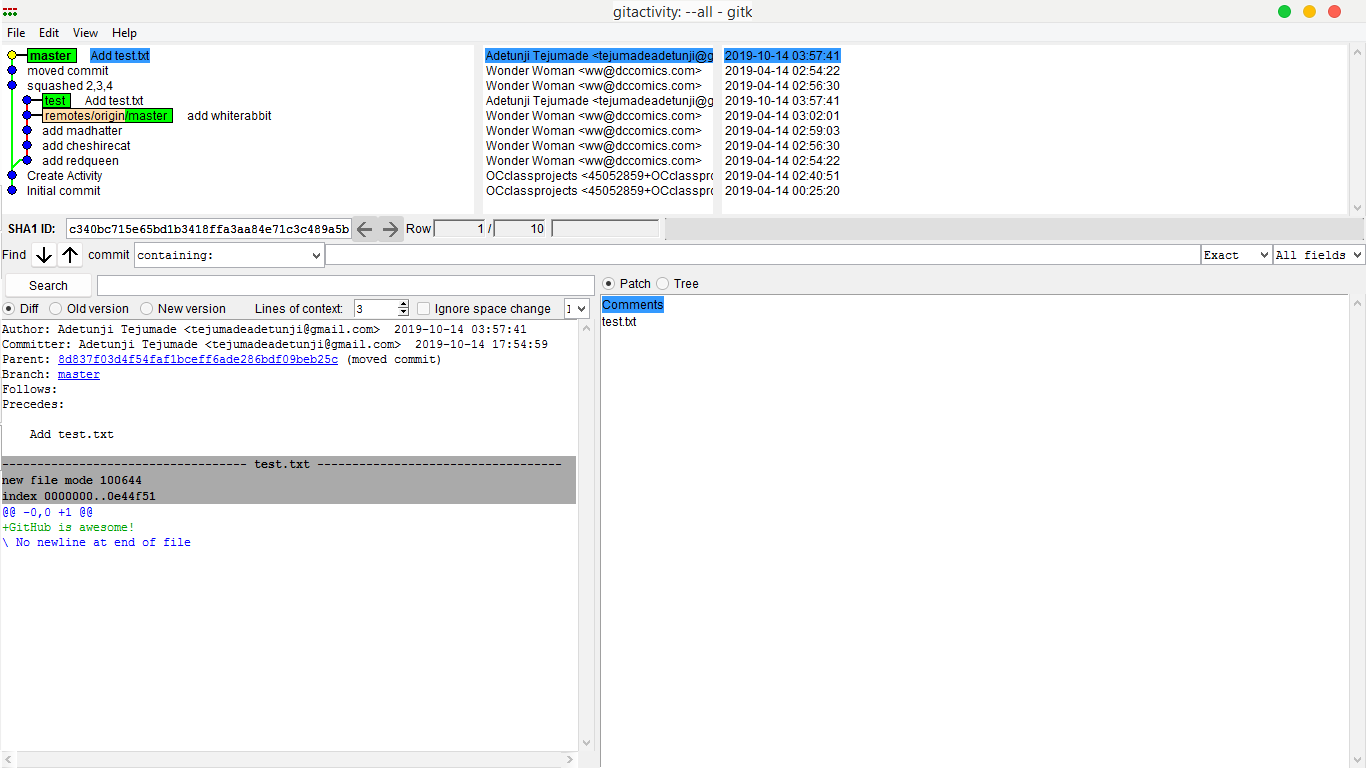 gitactivity: --all - gitk
File Edit View Help
master Add test.txt Adetunji Tejumade <tejumadeadetunji@g 2019-10-14 03:57:41
moved commit Wonder Woman <ww@dccomics.com> 2019-04-14 02:54:22
squashed 2,3,4 Wonder Woman <ww@dccomics.com> 2019-04-14 02:56:30
test Add test.txt Adetunji Tejumade <tejumadeadetunji@g 2019-10-14 03:57:41
remotes/origin/master add whiterabbit Wonder Woman <ww@dccomics.com> 2019-04-14 03:02:01
add madhatter Wonder Woman <ww@dccomics.com> 2019-04-14 02:59:03
add cheshirecat Wonder Woman <ww@dccomics.com> 2019-04-14 02:56:30
add redqueen Wonder Woman <ww@dccomics.com> 2019-04-14 02:54:22
Create Activity OCclassprojects <45052859+OCclasspro 2019-04-14 02:40:51
Initial commit OCclassprojects <45052859+OCclasspro 2019-04-14 00:25:20
SHA1 ID: c340bc715e65bd1b3418ffa3aa84e71c3c489a5b Row 1 / 10
Find commit containing: Exact All fields
Search
Patch Tree
Diff Old version New version Lines of context: 3 Ignore space change
Comments
test.txt
Author: Adetunji Tejumade <tejumadeadetunji@gmail.com> 2019-10-14 03:57:41
Committer: Adetunji Tejumade <tejumadeadetunji@gmail.com> 2019-10-14 17:54:59
Parent: 8d837f03d4f54faf1bceff6ade286bdf09beb25c (moved commit)
Branch: master
Follows:
Precedes:
Add test.txt
----------------------------------- test.txt -----------------------------------
new file mode 100644
index 0000000..0e44f51
@@ -0,0 +1 @@
+GitHub is awesome!
\ No newline at end of file